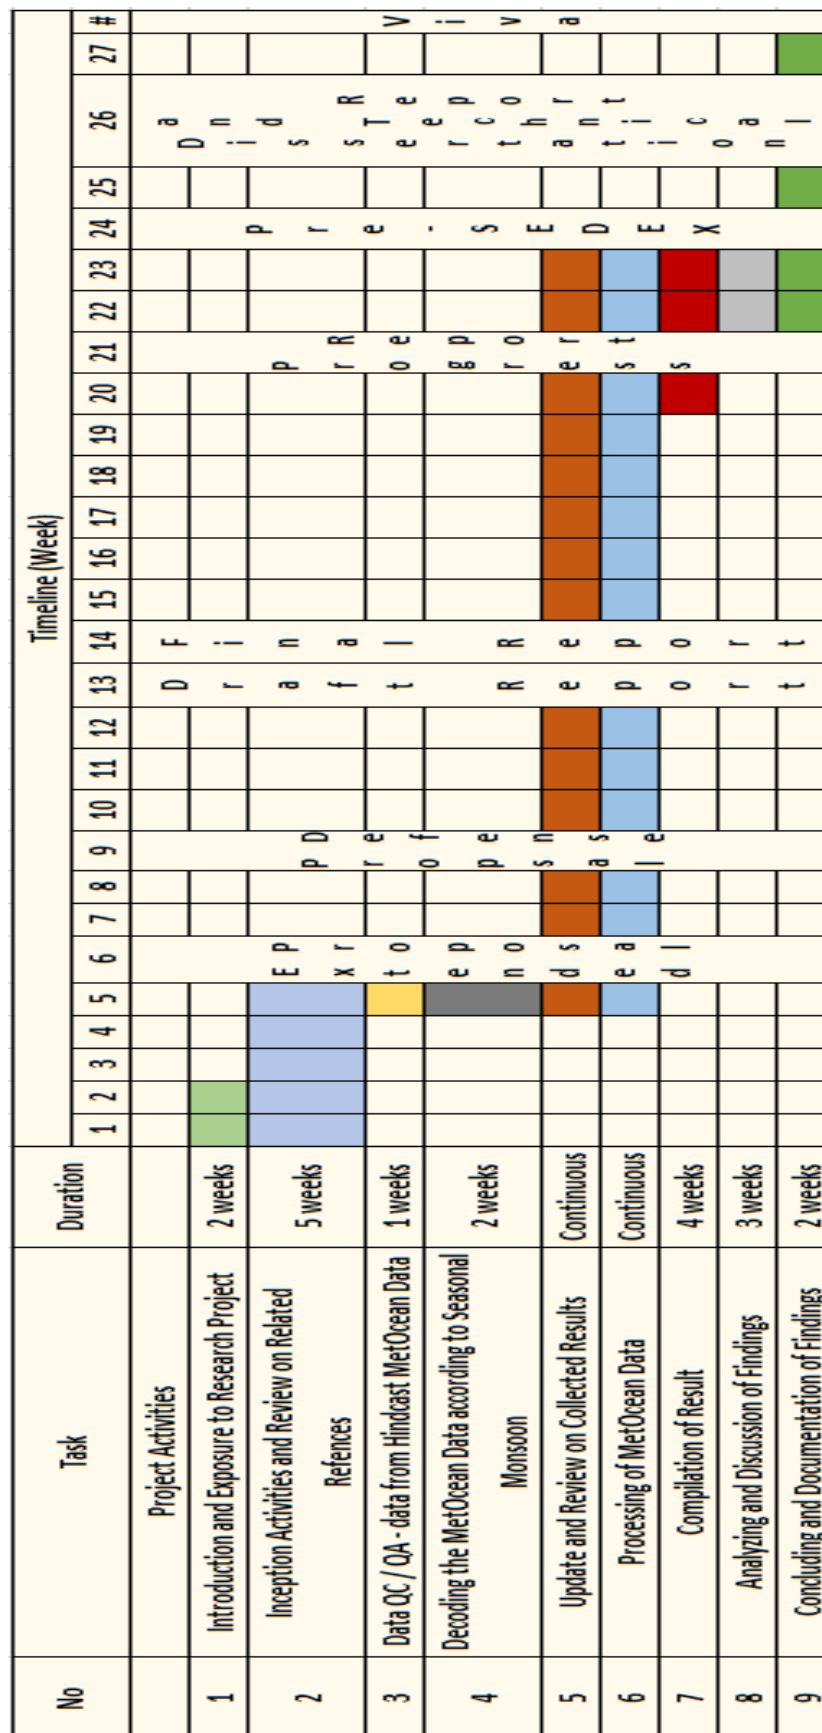 No
Task
Duration
Timeline (Week)
1 2 3 4 5 6 7 8 9 10 11 12 13 14 15 16 17 18 19 20 21 22 23 24 25 26 27 #
Project Activities
1 Introduction and Exposure to Research Project 2 weeks
2 Inception Activities and Review on Related 5 weeks
Refences
3 Data QC / QA - data from Hindcast MetOcean Data 1 weeks
4 Decoding the MetOcean Data according to Seasonal 2 weeks
Monsoon
5 Update and Review on Collected Results Continuous
6 Processing of MetOcean Data Continuous
7 Compilation of Result 4 weeks
8 Analyzing and Discussion of Findings 3 weeks
9 Concluding and Documentation of Findings 2 weeks
Extended
Proposal
Proposal
Defense
Draft Report
Final Report
Progress
Report
Pre-SEDEX
Dissertation
and Technical
Report
Viva